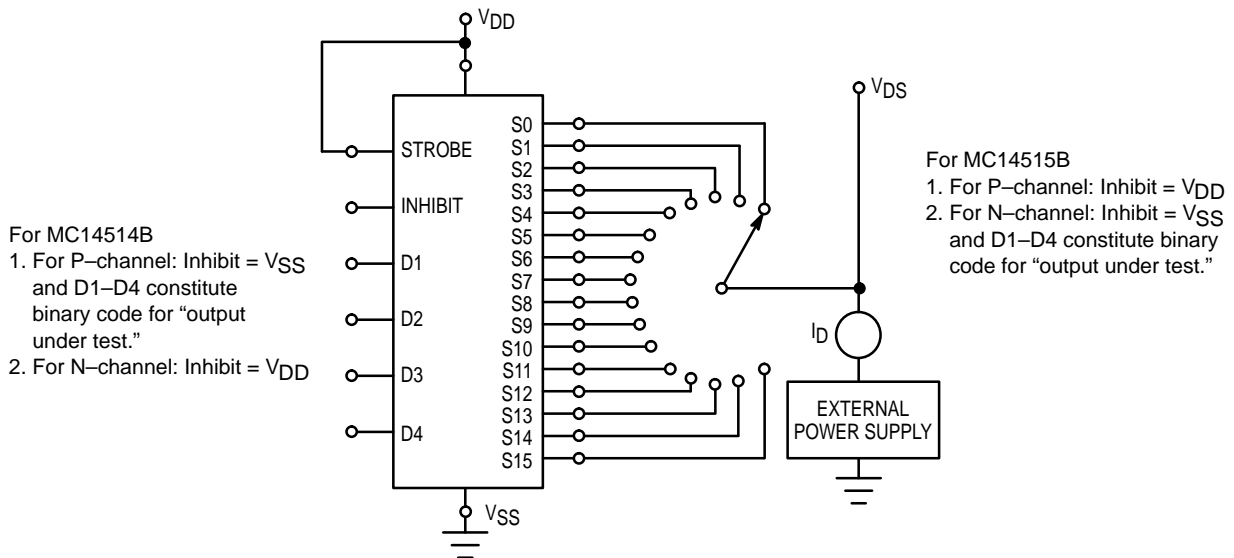 VDD
VDS
STROBE
INHIBIT
D1
D2
D3
D4
S0
S1
S2
S3
S4
S5
S6
S7
S8
S9
S10
S11
S12
S13
S14
S15
VSS
For MC14514B
1. For P–channel: Inhibit = VSS
and D1–D4 constitute
binary code for “output
under test.”
2. For N–channel: Inhibit = VDD
For MC14515B
1. For P–channel: Inhibit = VDD
2. For N–channel: Inhibit = VSS
and D1–D4 constitute binary
code for “output under test.”
ID
EXTERNAL
POWER SUPPLY